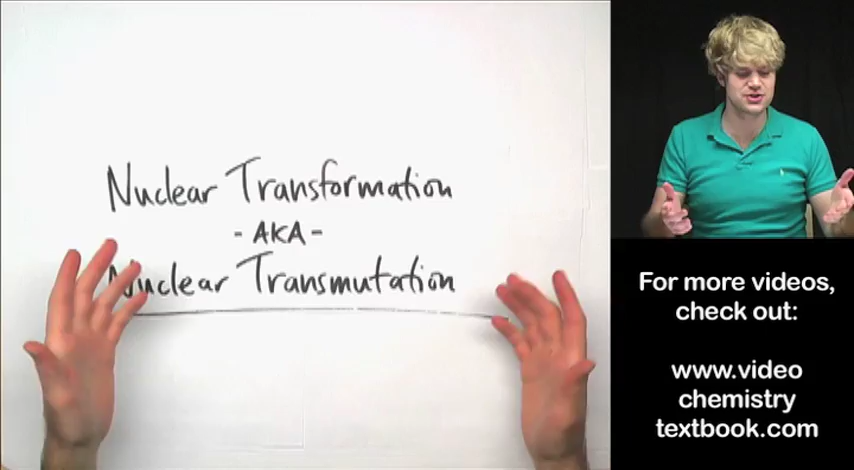 Nuclear Transformation
- AKA -
Nuclear Transmutation
For more videos,
check out:
www.video
chemistry
textbook.com